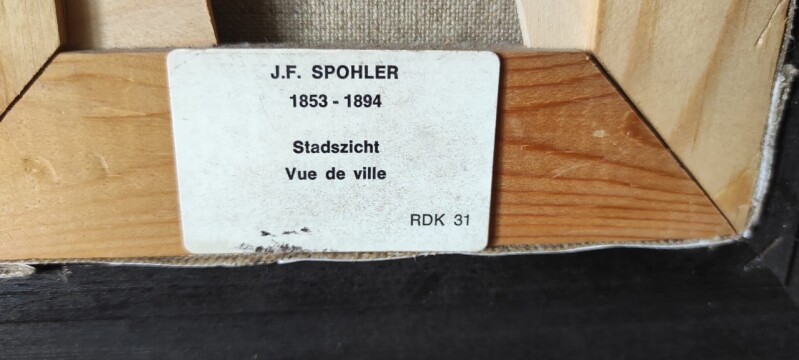 J.F. SPOHLER
1853 - 1894
Stadszicht
Vue de ville
RDK 31